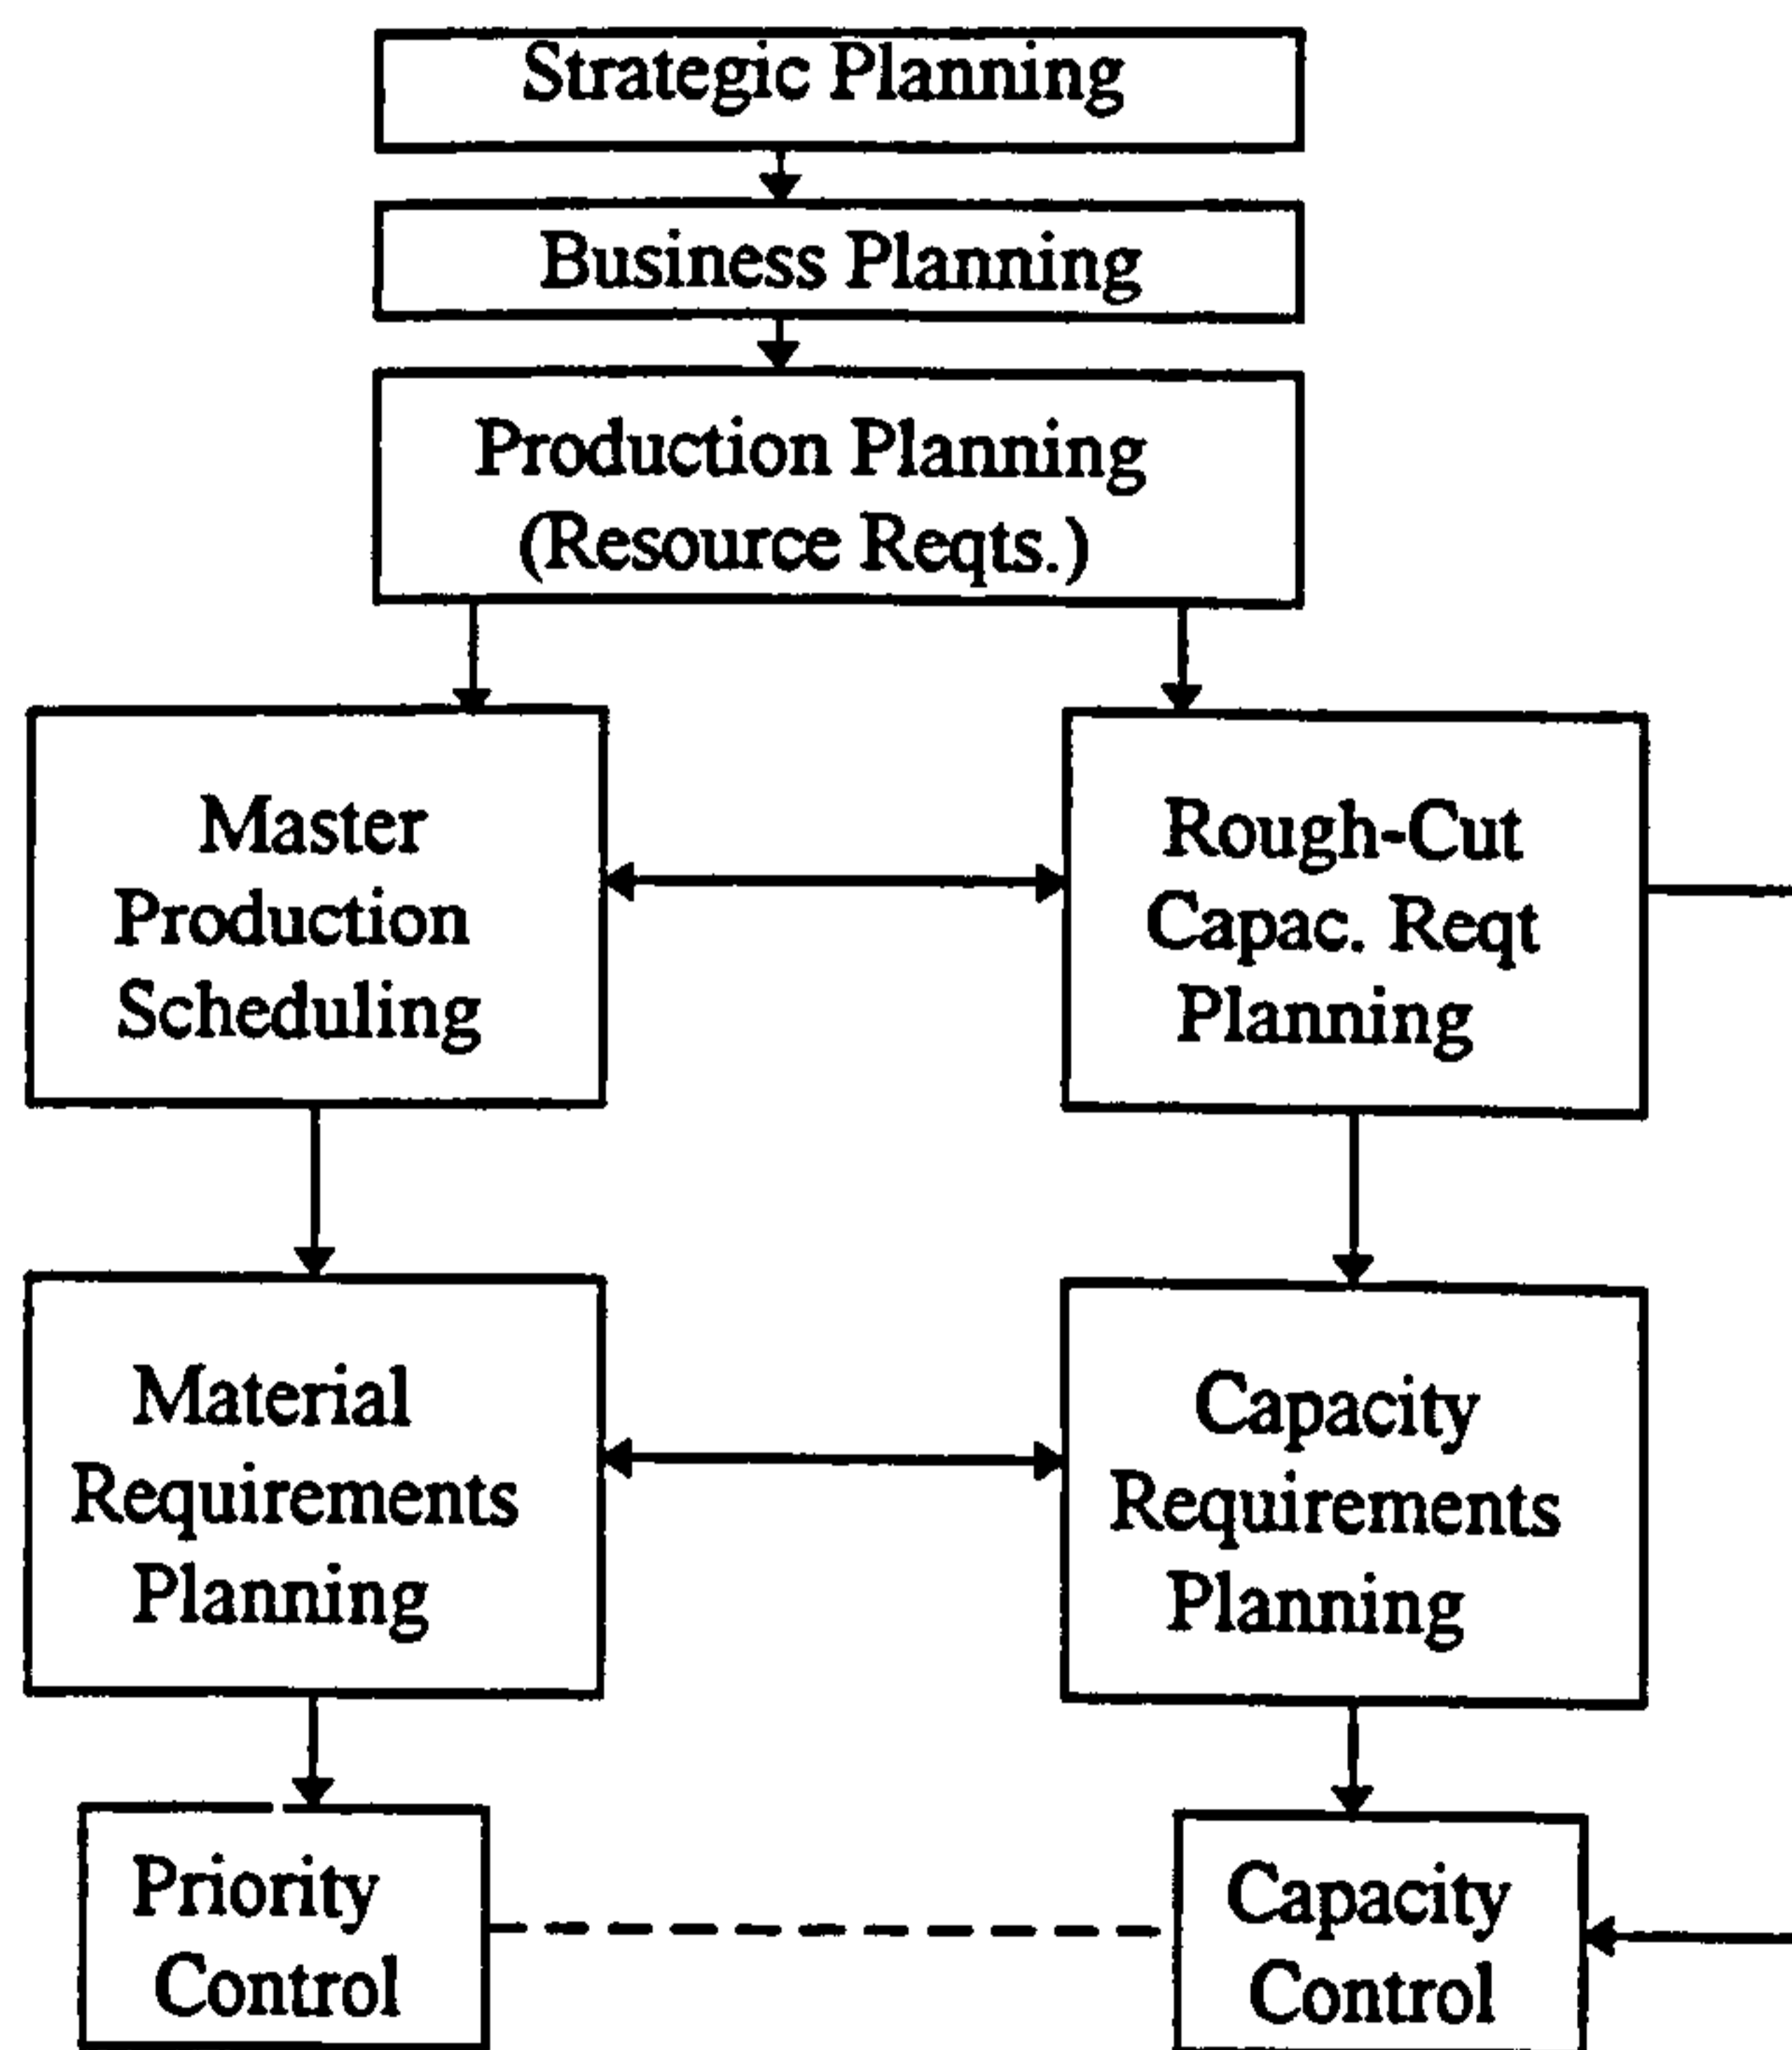 Strategic Planning
Business Planning
Production Planning
(Resource Reqts.)
Master
Production
Scheduling
Rough-Cut
Capac. Reqt
Planning
Material
Requirements
Planning
Capacity
Requirements
Planning
Priority
Control
Capacity
Control